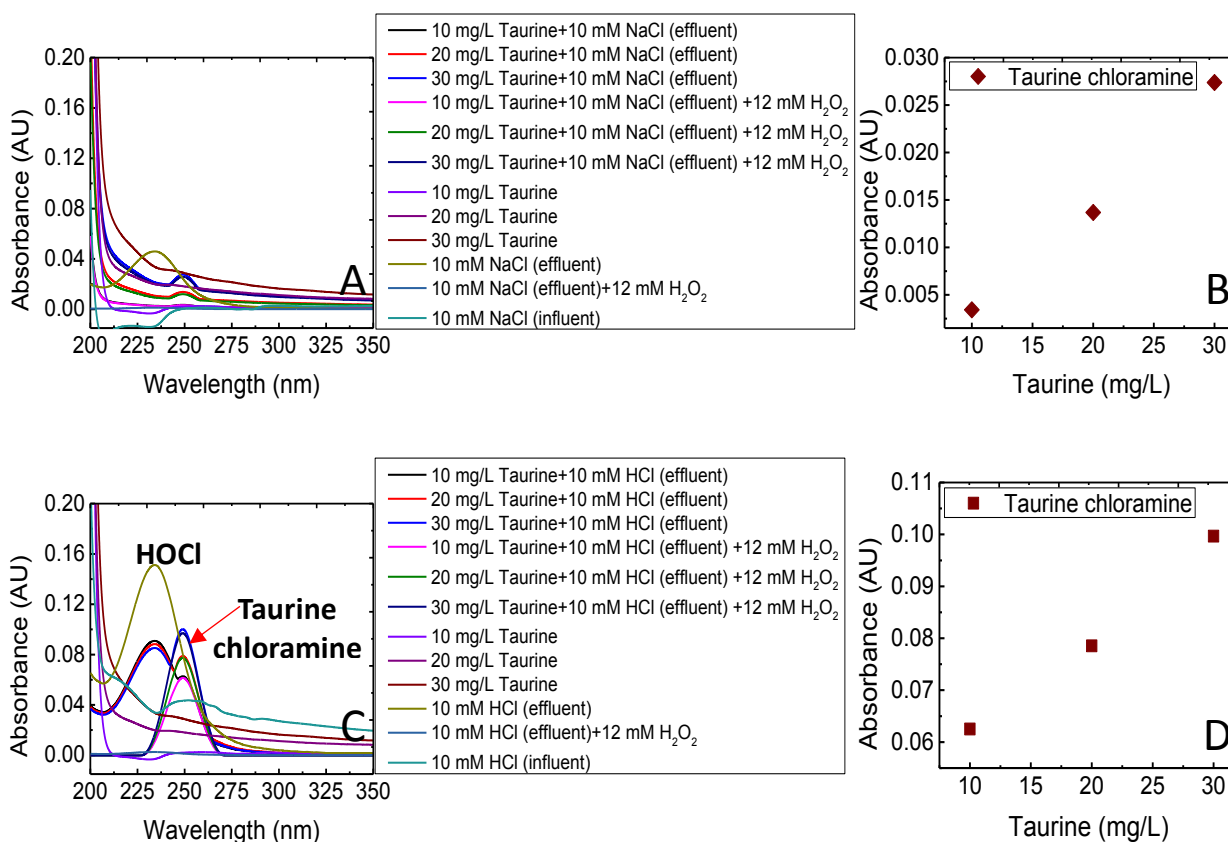 0.20
0.16
0.12
0.08
0.04
0.00
Absorbance (AU)
200 225 250 275 300 325 350
Wavelength (nm)
A
10 mg/L Taurine+10 mM NaCl (effluent)
20 mg/L Taurine+10 mM NaCl (effluent)
30 mg/L Taurine+10 mM NaCl (effluent)
10 mg/L Taurine+10 mM NaCl (effluent) +12 mM H₂O₂
20 mg/L Taurine+10 mM NaCl (effluent) +12 mM H₂O₂
30 mg/L Taurine+10 mM NaCl (effluent) +12 mM H₂O₂
10 mg/L Taurine
20 mg/L Taurine
30 mg/L Taurine
10 mM NaCl (effluent)
10 mM NaCl (effluent)+12 mM H₂O₂
10 mM NaCl (influent)
0.030
0.025
0.020
0.015
0.010
0.005
Absorbance (AU)
Taurine chloramine
B
10 15 20 25 30
Taurine (mg/L)
0.20
0.16
0.12
0.08
0.04
0.00
Absorbance (AU)
HOCl
Taurine
chloramine
C
200 225 250 275 300 325 350
Wavelength (nm)
10 mg/L Taurine+10 mM HCl (effluent)
20 mg/L Taurine+10 mM HCl (effluent)
30 mg/L Taurine+10 mM HCl (effluent)
10 mg/L Taurine+10 mM HCl (effluent) +12 mM H₂O₂
20 mg/L Taurine+10 mM HCl (effluent) +12 mM H₂O₂
30 mg/L Taurine+10 mM HCl (effluent) +12 mM H₂O₂
10 mg/L Taurine
20 mg/L Taurine
30 mg/L Taurine
10 mM HCl (effluent)
10 mM HCl (effluent)+12 mM H₂O₂
10 mM HCl (influent)
0.11
0.10
0.09
0.08
0.07
0.06
Absorbance (AU)
Taurine chloramine
D
10 15 20 25 30
Taurine (mg/L)